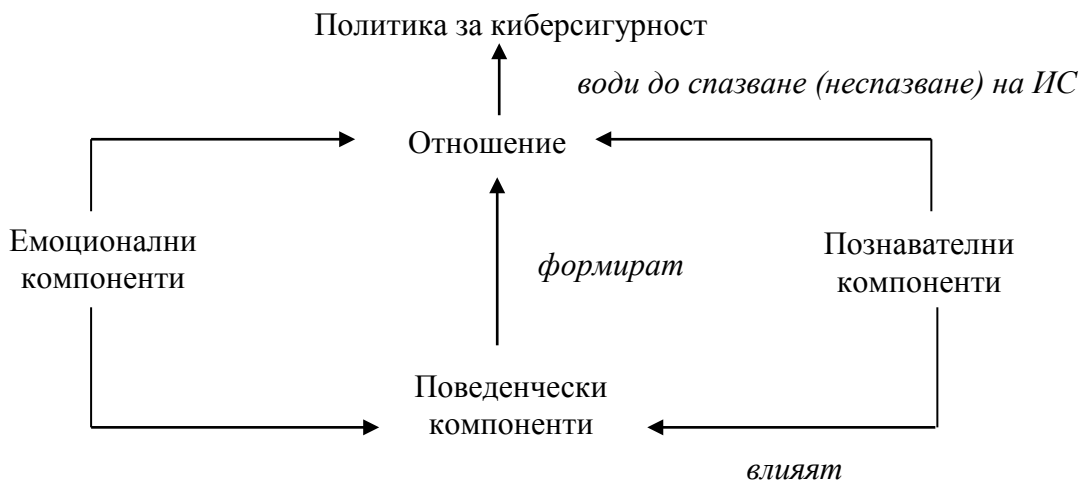 Политика за киберсигурност
води до спазване (неспазване) на ИС
Отношение
Емоционални
компоненти
формират
Познавателни
компоненти
Поведенчески
компоненти
влияят